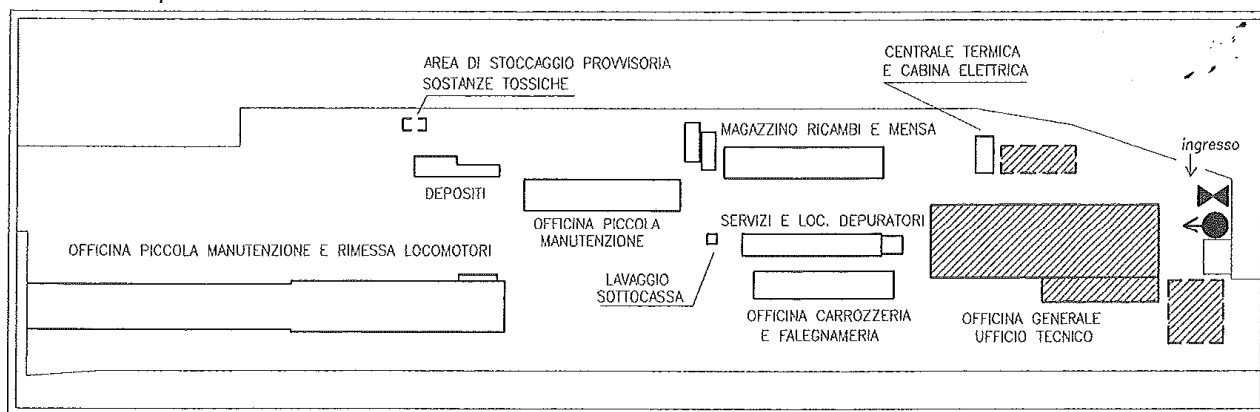 AREA DI STOCCAGGIO PROVVISORIA
SOSTANZE TOSSICHE
CENTRALE TERMICA
E CABINA ELETTRICA
MAGAZZINO RICAMBI E MENSA
ingresso
DEPOSITI
OFFICINA PICCOLA
MANUTENZIONE
SERVIZI E LOC. DEPURATORI
OFFICINA PICCOLA MANUTENZIONE E RIMESSA LOCOMOTORI
LAVAGGIO
SOTTOCASSA
OFFICINA CARROZZERIA
E FALEGNAMERIA
OFFICINA GENERALE
UFFICIO TECNICO